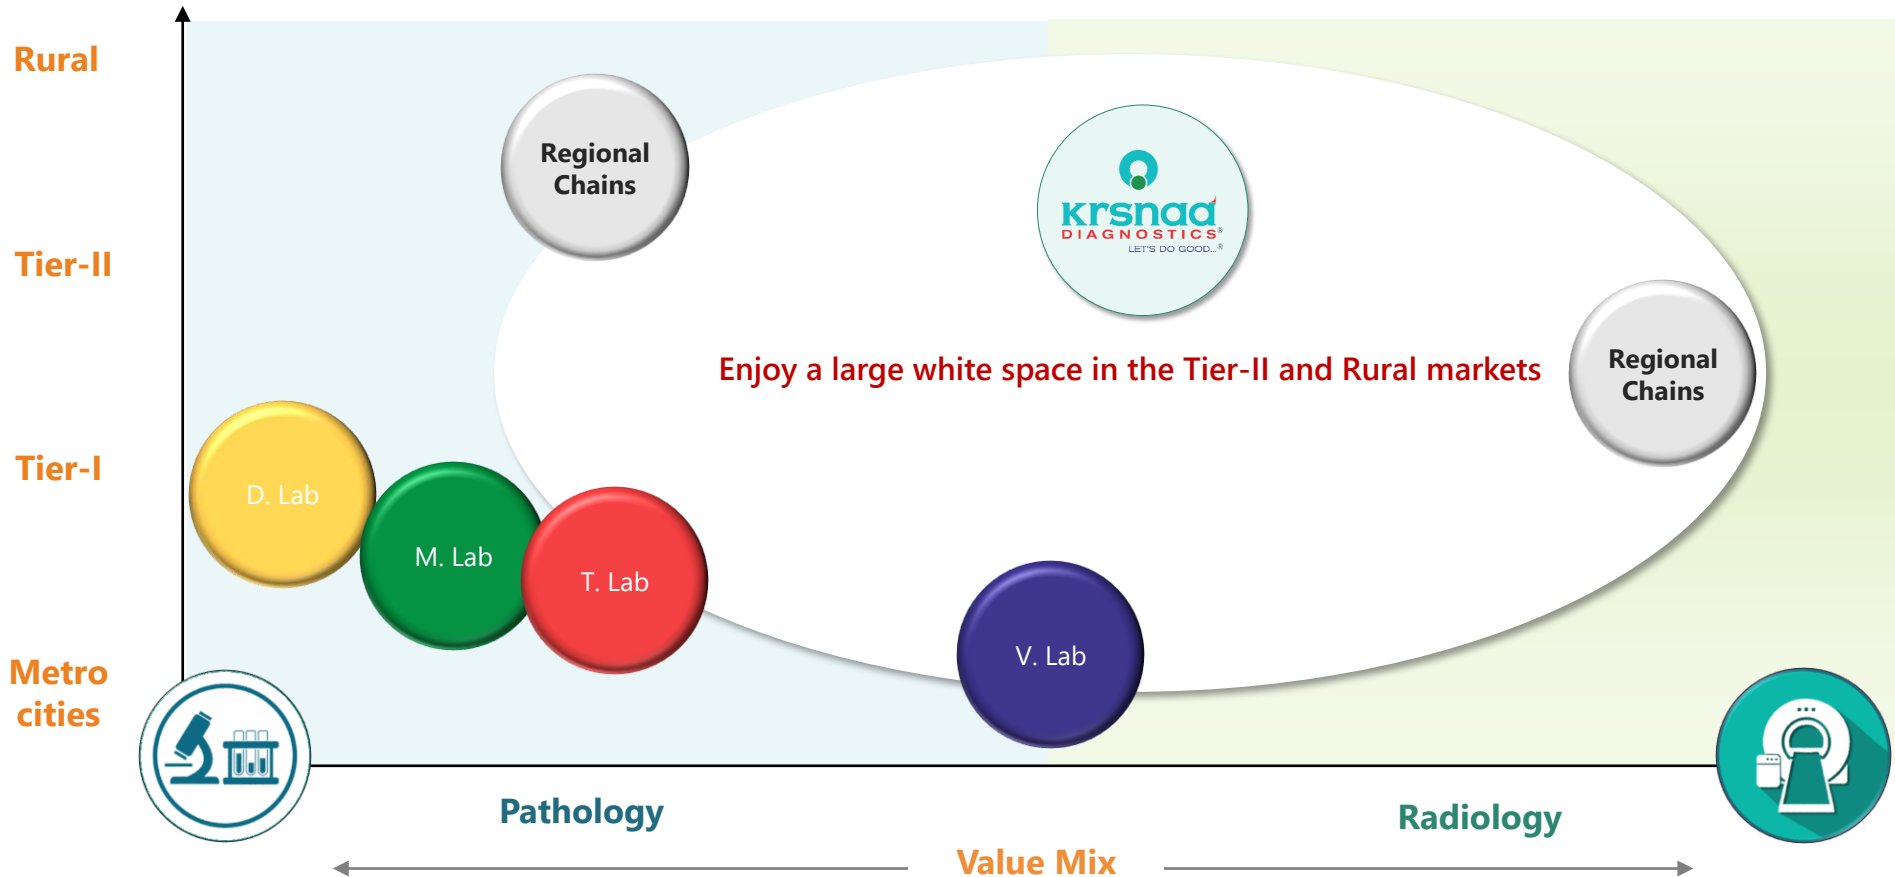 Rural
Regional
Chains
krsnaa
DIAGNOSTICS®
LET'S DO GOOD...®
Tier-II
Enjoy a large white space in the Tier-II and Rural markets
Regional
Chains
Tier-I
D. Lab
M. Lab
T. Lab
V. Lab
Metro
cities
Pathology
Radiology
Value Mix